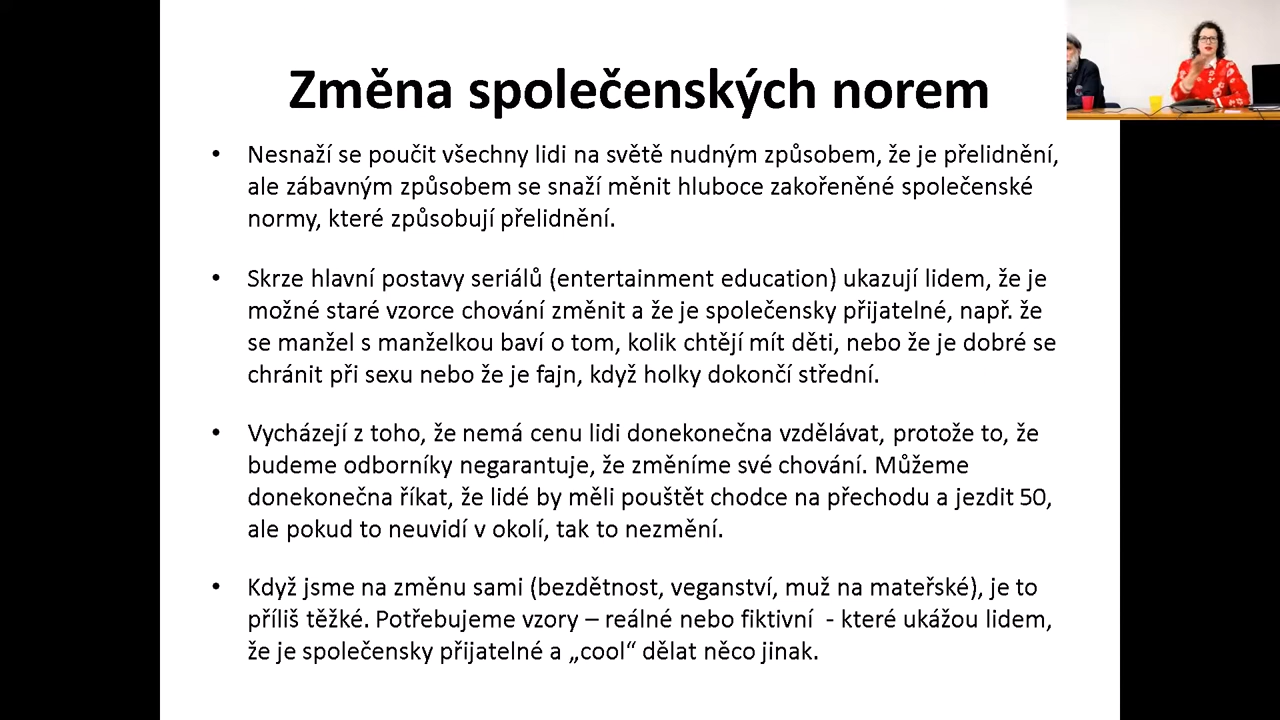 Změna společenských norem
• Nesnaží se poučit všechny lidi na světě nudným způsobem, že je přelidnění,
ale zábavným způsobem se snaží měnit hluboce zakořeněné společenské
normy, které způsobují přelidnění.
• Skrze hlavní postavy seriálů (entertainment education) ukazují lidem, že je
možné staré vzorce chování změnit a že je společensky přijatelné, např. že
se manžel s manželkou baví o tom, kolik chtějí mít děti, nebo že je dobré se
chránit při sexu nebo že je fajn, když holky dokončí střední.
• Vycházejí z toho, že nemá cenu lidi donekonečna vzdělávat, protože to, že
budeme odborníky negarantuje, že změníme své chování. Můžeme
donekonečna říkat, že lidé by měli pouštět chodce na přechodu a jezdit 50,
ale pokud to neuvidí v okolí, tak to nezmění.
• Když jsme na změnu sami (bezdětnost, veganství, muž na mateřské), je to
příliš těžké. Potřebujeme vzory – reálné nebo fiktivní  - které ukážou lidem,
že je společensky přijatelné a „cool“ dělat něco jinak.